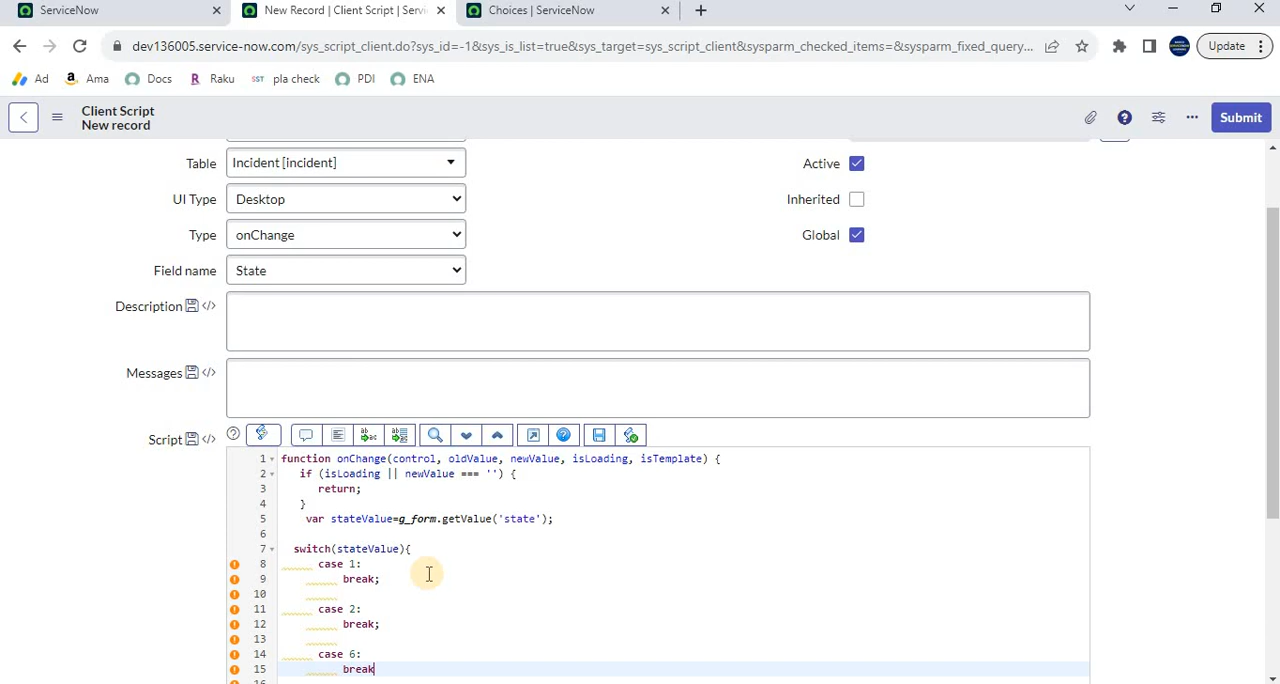 ServiceNow
New Record | Client Script | Servi
Choices | ServiceNow
dev136005.service-now.com/sys_script_client.do?sys_id=-1&sys_is_list=true&sys_target=sys_script_client&sysparm_checked_items=&sysparm_fixed_query...
Update
Ad
Ama
Docs
Raku
pla check
PDI
ENA
Client Script
New record
Submit
Table
Incident [incident]
Active
UI Type
Desktop
Inherited
Type
onChange
Global
Field name
State
Description
Messages
Script
1 function onChange(control, oldValue, newValue, isLoading, isTemplate) {
2 if (isLoading || newValue === '') {
3 return;
4 }
5 var stateValue=g_form.getValue('state');
6
7 switch(stateValue){
8 case 1:
9 break;
10
11 case 2:
12 break;
13
14 case 6:
15 break